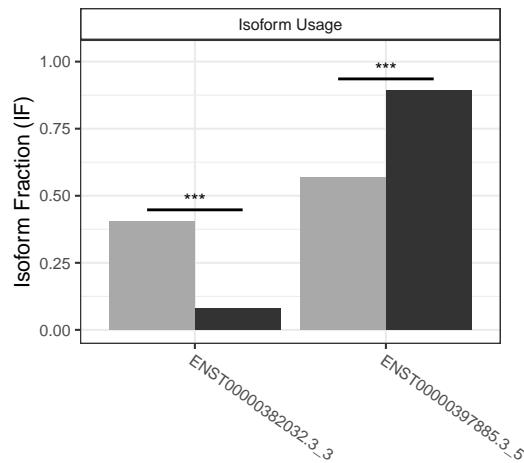 Isoform Usage
Isoform Fraction (IF)
1.00
0.75
0.50
0.25
0.00
***
***
ENST00000382032.3_3
ENST00000397885.3_5